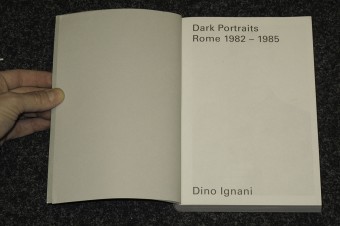 Dark Portraits
Rome 1982 – 1985
Dino Ignani